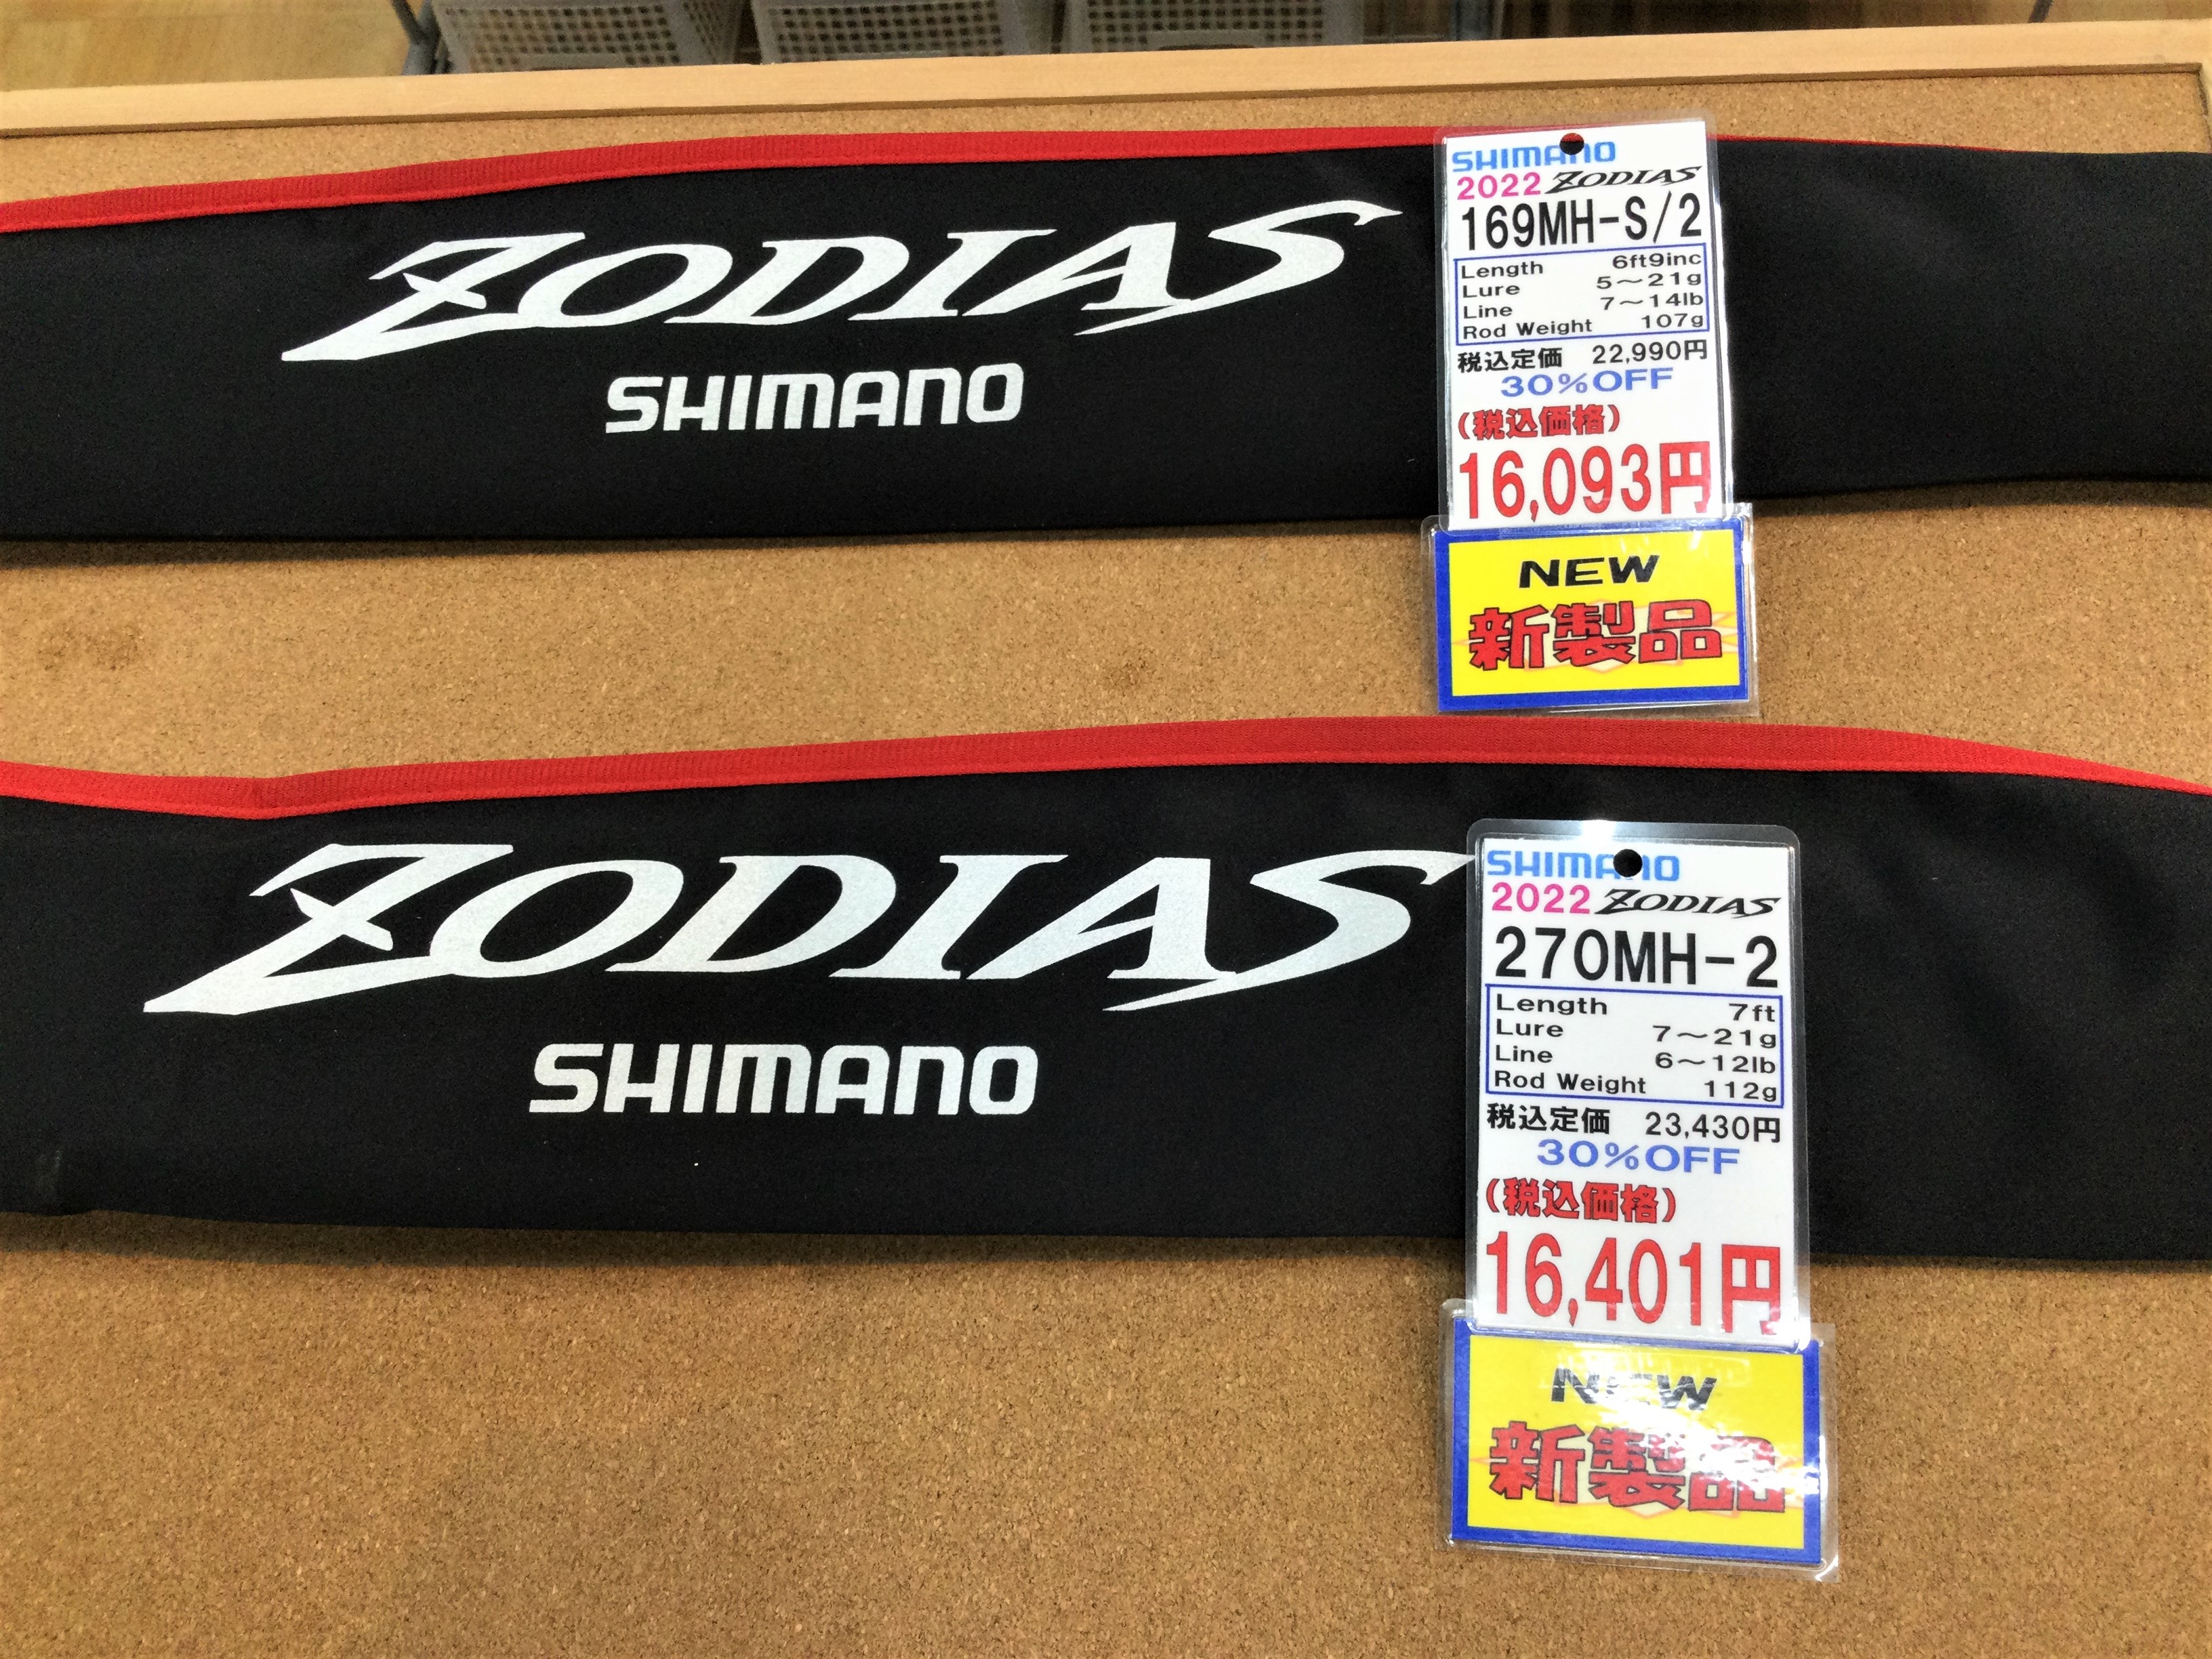 ZODIAS
SHIMANO
SHIMANO
2022 ZODIAS
169MH-S/2
Length 6ft9inc
Lure 5～21g
Line 7～14lb
Rod Weight 107g
税込定価 22,990円
30%OFF
(税込価格)
16,093円
NEW
新製品
ZODIAS
SHIMANO
SHIMANO
2022 ZODIAS
270MH-2
Length 7ft
Lure 7～21g
Line 6～12lb
Rod Weight 112g
税込定価 23,430円
30%OFF
(税込価格)
16,401円
NEW
新製品